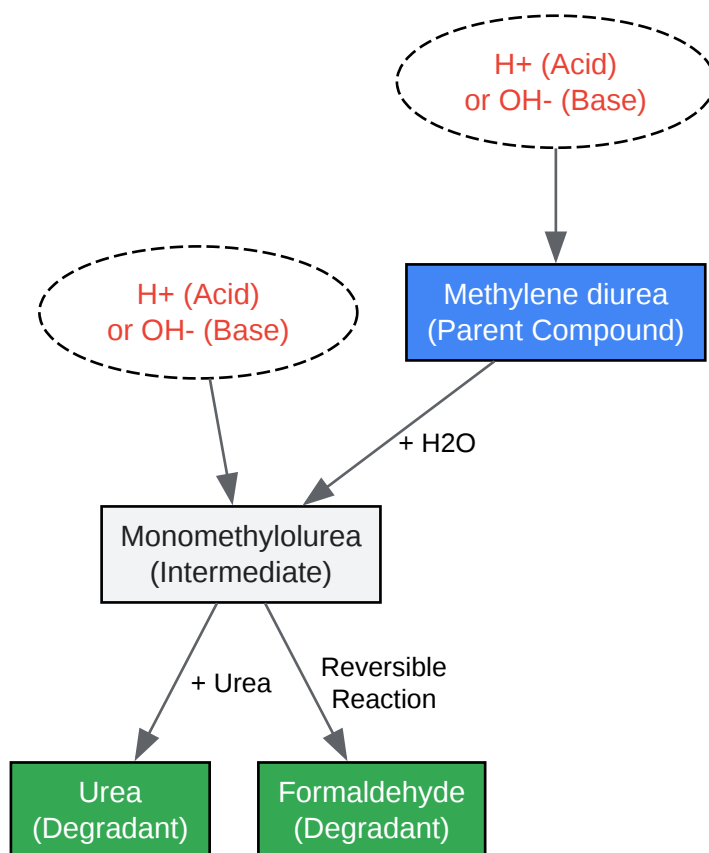 H+ (Acid)
or OH- (Base)
H+ (Acid)
or OH- (Base)
Methylene diurea
(Parent Compound)
+ H2O
Monomethylolurea
(Intermediate)
+ Urea
Reversible
Reaction
Urea
(Degradant)
Formaldehyde
(Degradant)